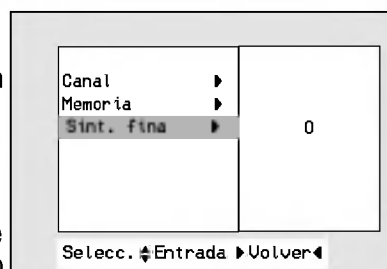 Canal ▶
Memoria ▶
Sint. fina ▶ 0
Selecc.⬍Entrada ▶Volver◀